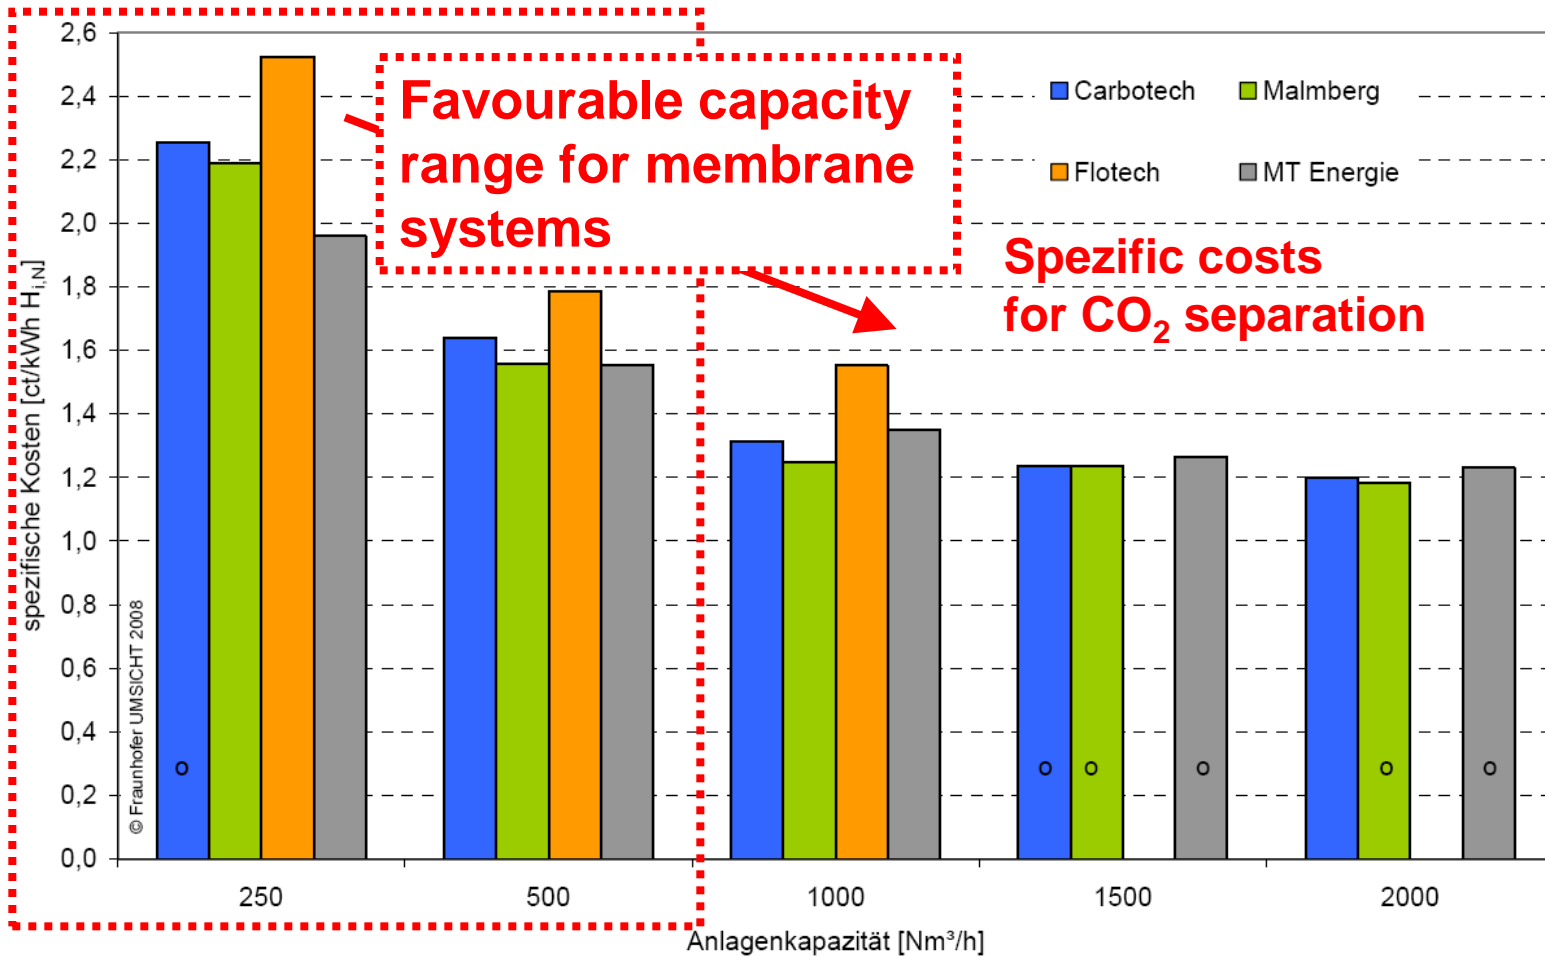 2,6
2,4
2,2
2,0
1,8
1,6
1,4
1,2
1,0
0,8
0,6
0,4
0,2
0,0
spezifische Kosten [ct/kWh H_i,N]
© Fraunhofer UMSICHT 2008
Favourable capacity
range for membrane
systems
Carbotech
Malmberg
Flotech
MT Energie
Spezific costs
for CO₂ separation
o o o o o o
250 500 1000 1500 2000
Anlagenkapazität [Nm³/h]